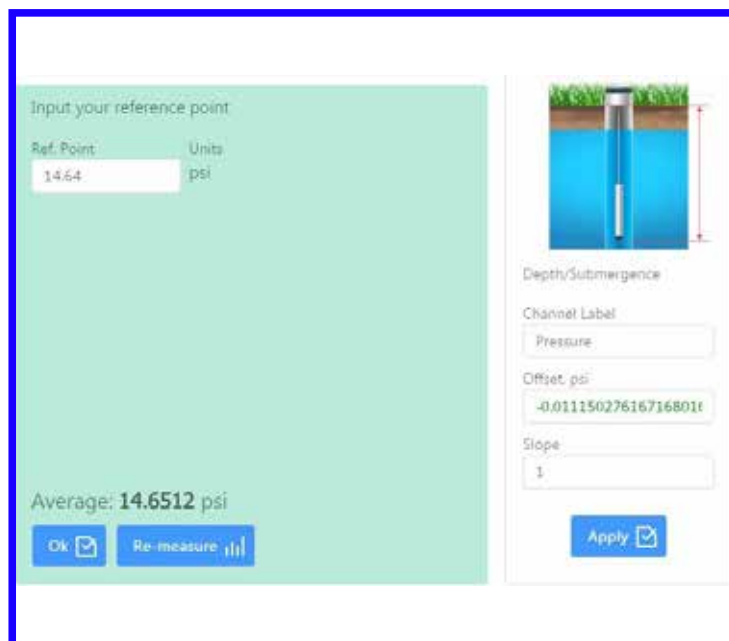 Input your reference point
Ref. Point Units
14.64 psi
Average: 14.6512 psi
Ok Re-measure
Depth/Submergence
Channel Label
Pressure
Offset, psi
-0.01115027616716801
Slope
1
Apply